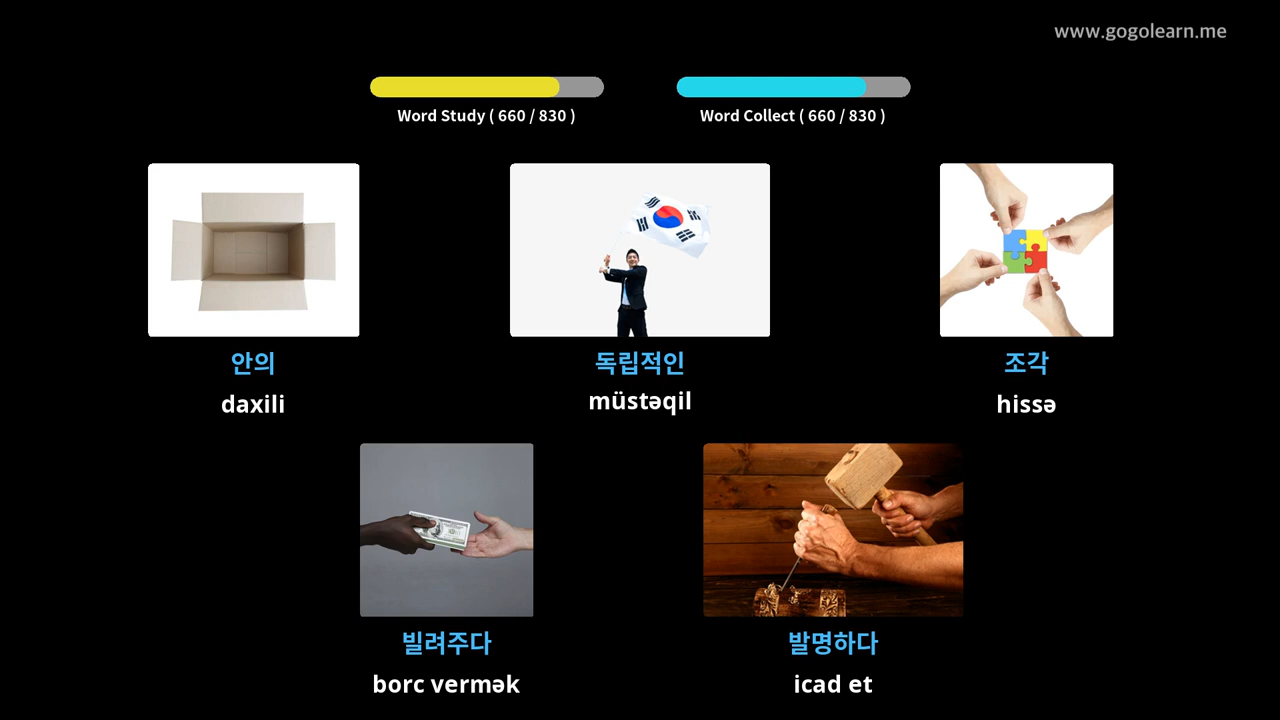 www.gogolearn.me
Word Study ( 660 / 830 )
Word Collect ( 660 / 830 )
안의
독립적인
조각
daxili
müstəqil
hissə
빌려주다
발명하다
borc vermək
icad et